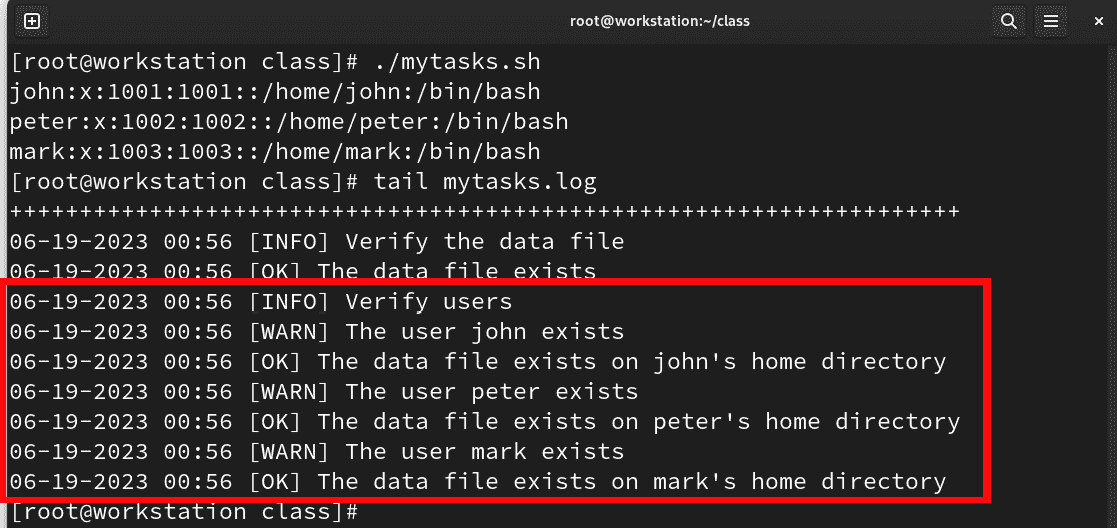 root@workstation:~/class
[root@workstation class]# ./mytasks.sh
john:x:1001:1001::/home/john:/bin/bash
peter:x:1002:1002::/home/peter:/bin/bash
mark:x:1003:1003::/home/mark:/bin/bash
[root@workstation class]# tail mytasks.log
++++++++++++++++++++++++++++++++++++++++++++++++++++++++++++++++++++
06-19-2023 00:56 [INFO] Verify the data file
06-19-2023 00:56 [OK] The data file exists
06-19-2023 00:56 [INFO] Verify users
06-19-2023 00:56 [WARN] The user john exists
06-19-2023 00:56 [OK] The data file exists on john's home directory
06-19-2023 00:56 [WARN] The user peter exists
06-19-2023 00:56 [OK] The data file exists on peter's home directory
06-19-2023 00:56 [WARN] The user mark exists
06-19-2023 00:56 [OK] The data file exists on mark's home directory
[root@workstation class]#